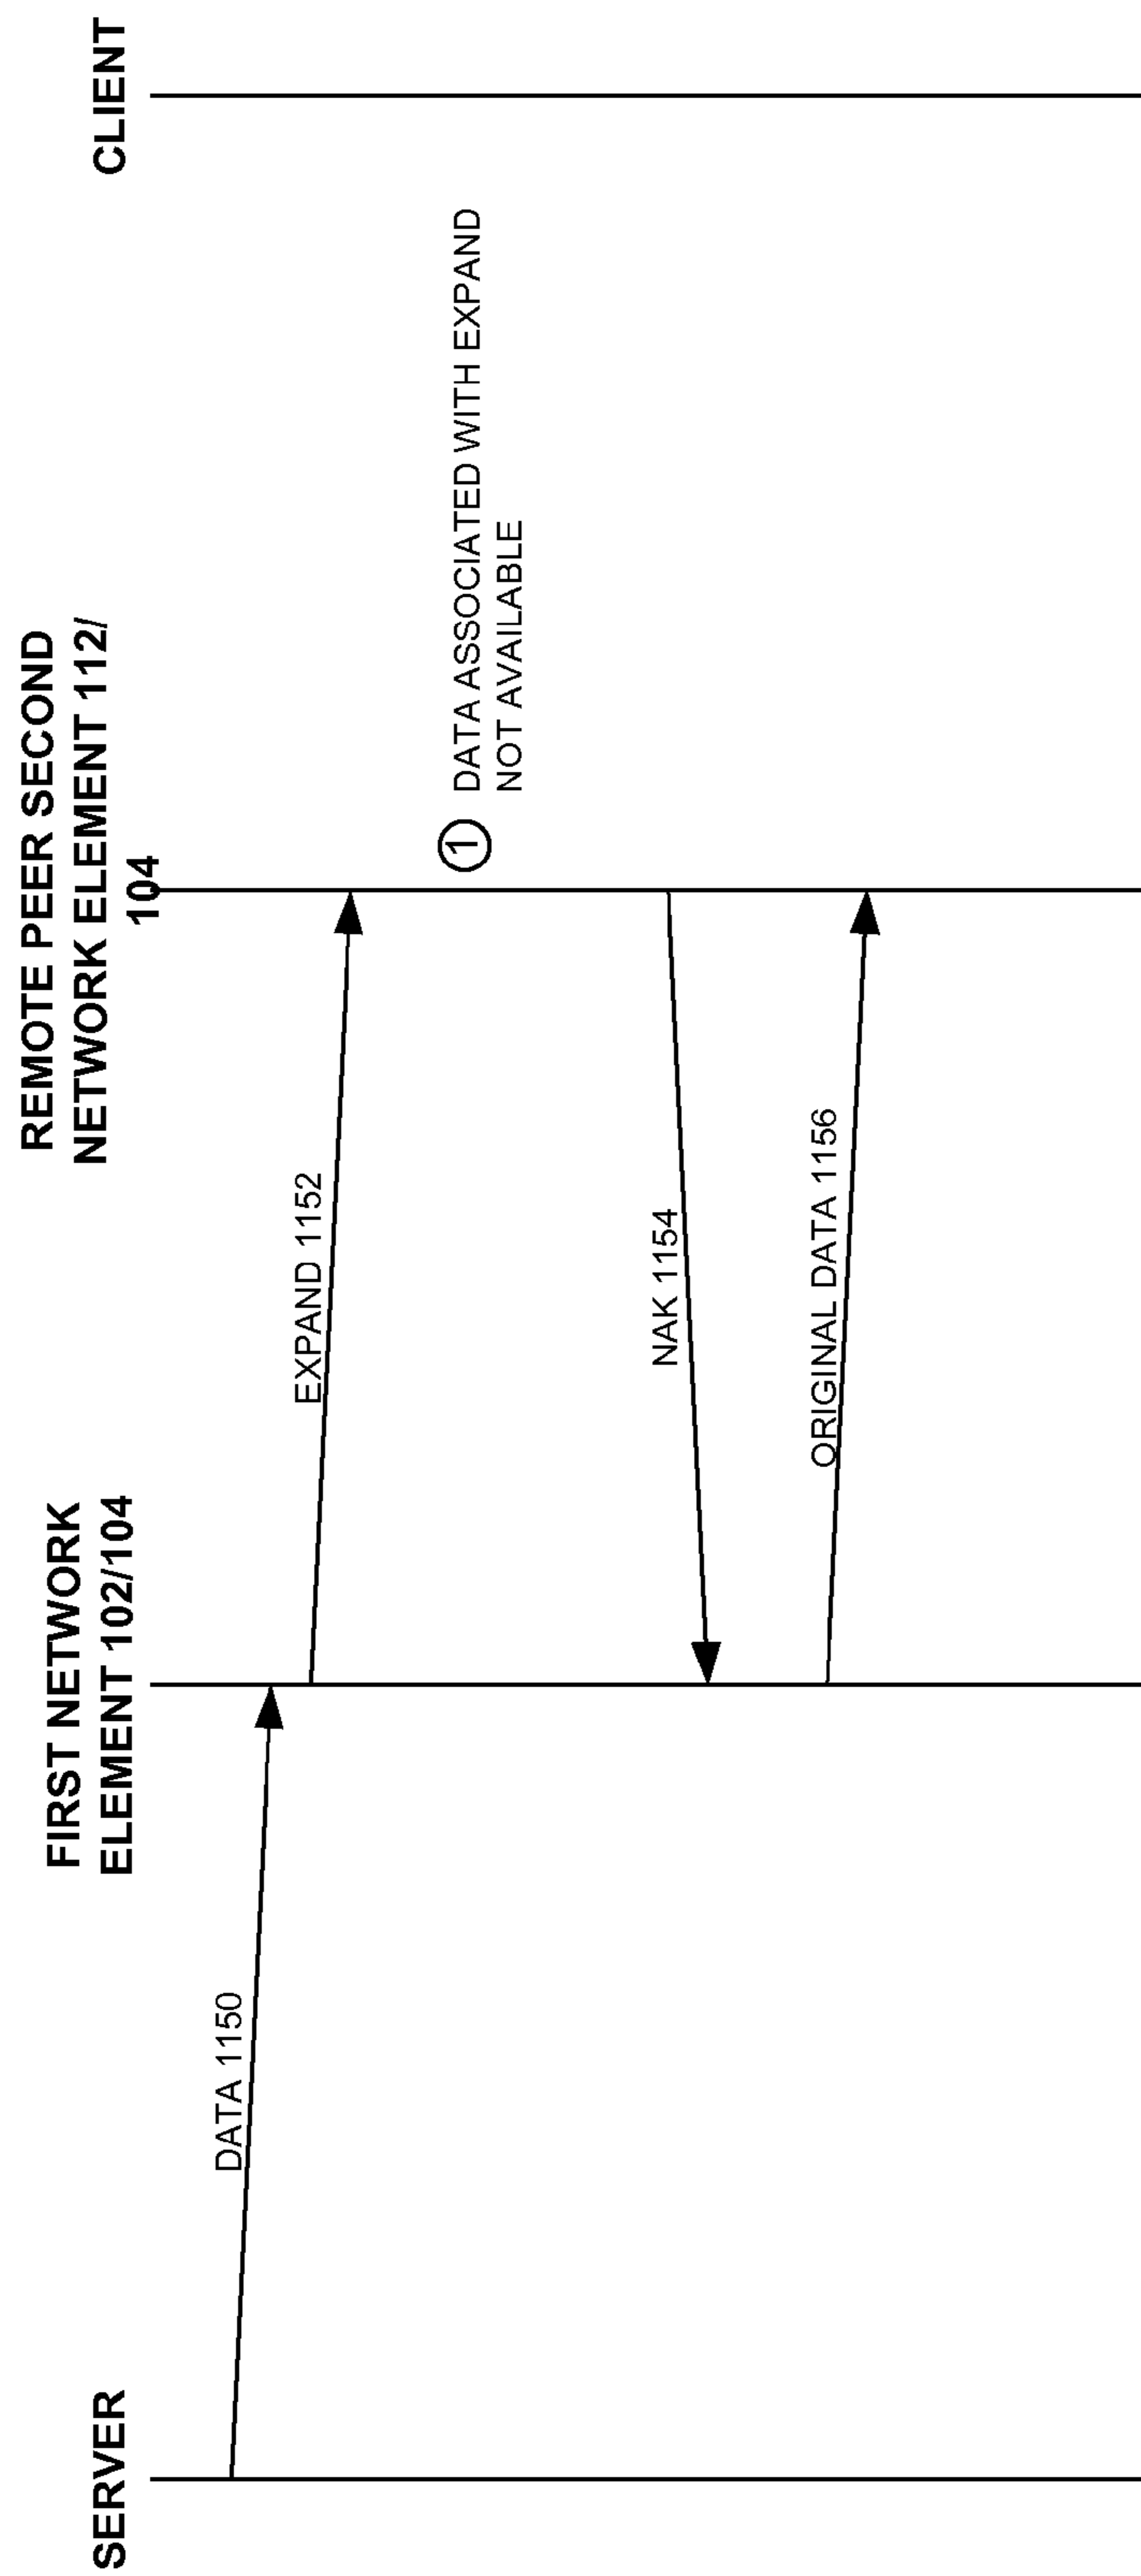 SERVER
FIRST NETWORK
ELEMENT 102/104
REMOTE PEER SECOND
NETWORK ELEMENT 112/
104
CLIENT
DATA 1150
EXPAND 1152
1 DATA ASSOCIATED WITH EXPAND
NOT AVAILABLE
NAK 1154
ORIGINAL DATA 1156